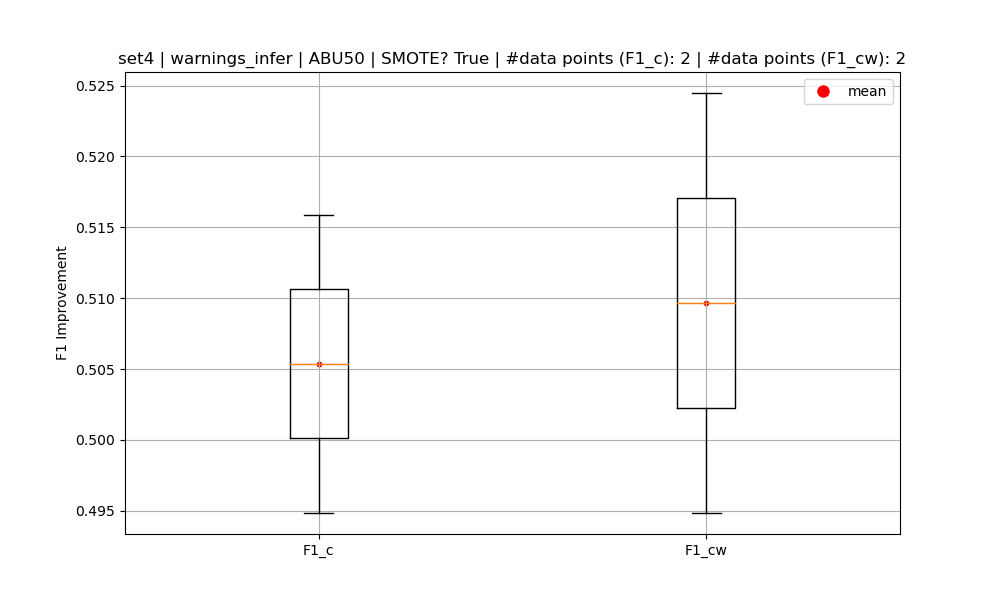 set4 | warnings_infer | ABU50 | SMOTE? True | #data points (F1_c): 2 | #data points (F1_cw): 2
mean
0.525
0.520
0.515
0.510
0.505
0.500
0.495
F1 Improvement
F1_c
F1_cw